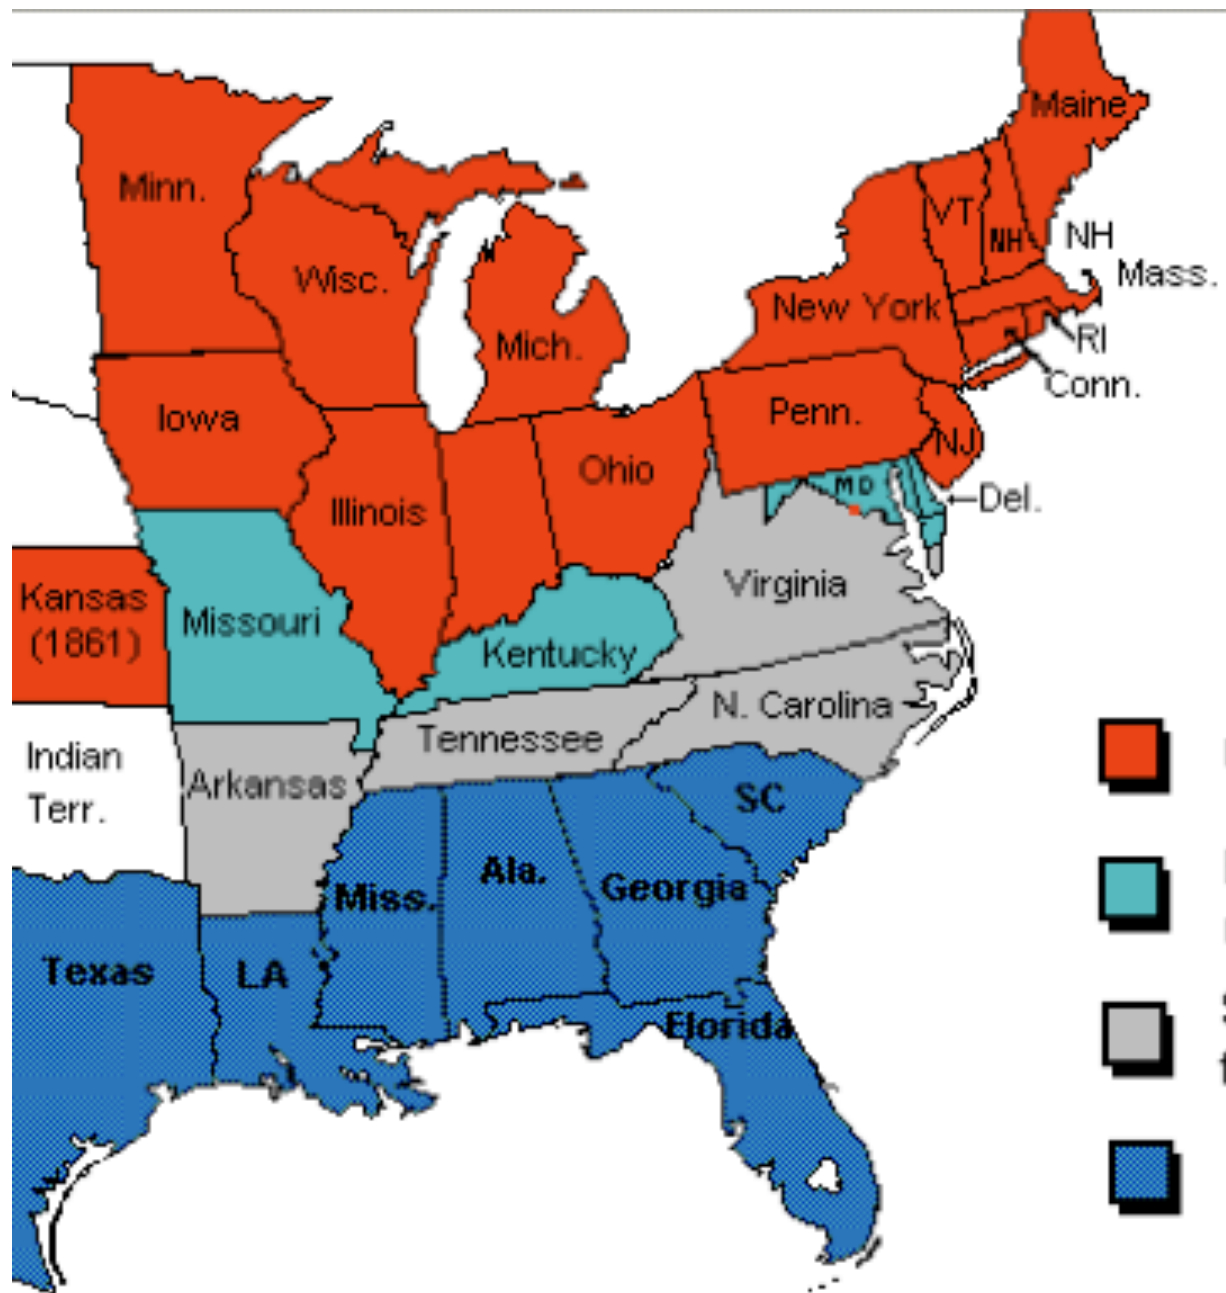 Maine
Minn.
VT
NH
NH
Mass.
Wisc.
New York
Mich.
RI
Conn.
Iowa
Penn.
NJ
Ohio
MD
Del.
Illinois
Virginia
Kansas
(1861)
Missouri
Kentucky
N. Carolina
Tennessee
Indian
Terr.
Arkansas
SC
Ala.
Georgia
Miss.
Texas
LA
Florida